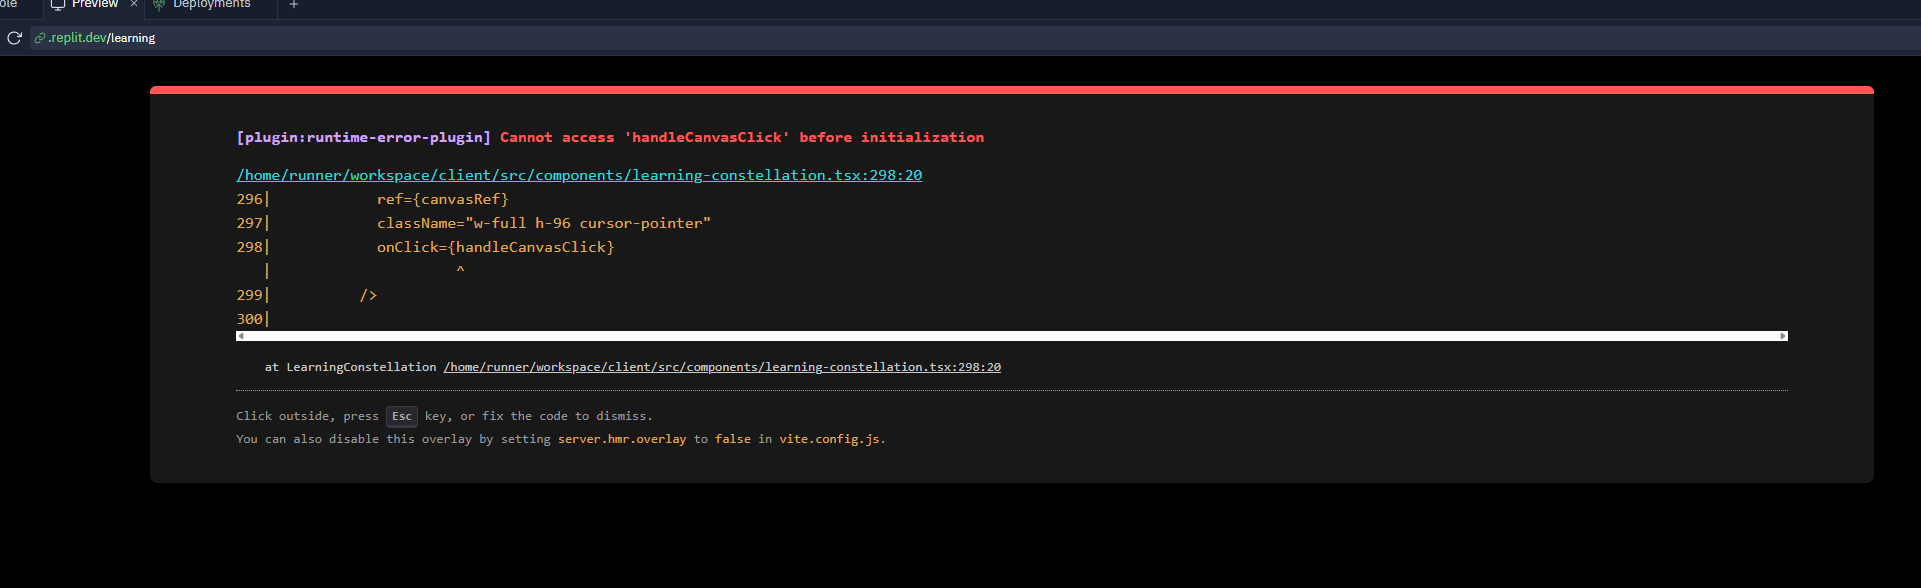 ole Preview × Deployments +
.replit.dev/learning
[plugin:runtime-error-plugin] Cannot access 'handleCanvasClick' before initialization
/home/runner/workspace/client/src/components/learning-constellation.tsx:298:20
296|            ref={canvasRef}
297|            className="w-full h-96 cursor-pointer"
298|            onClick={handleCanvasClick}
   |                     ^
299|          />
300|
at LearningConstellation /home/runner/workspace/client/src/components/learning-constellation.tsx:298:20
Click outside, press Esc key, or fix the code to dismiss.
You can also disable this overlay by setting server.hmr.overlay to false in vite.config.js.